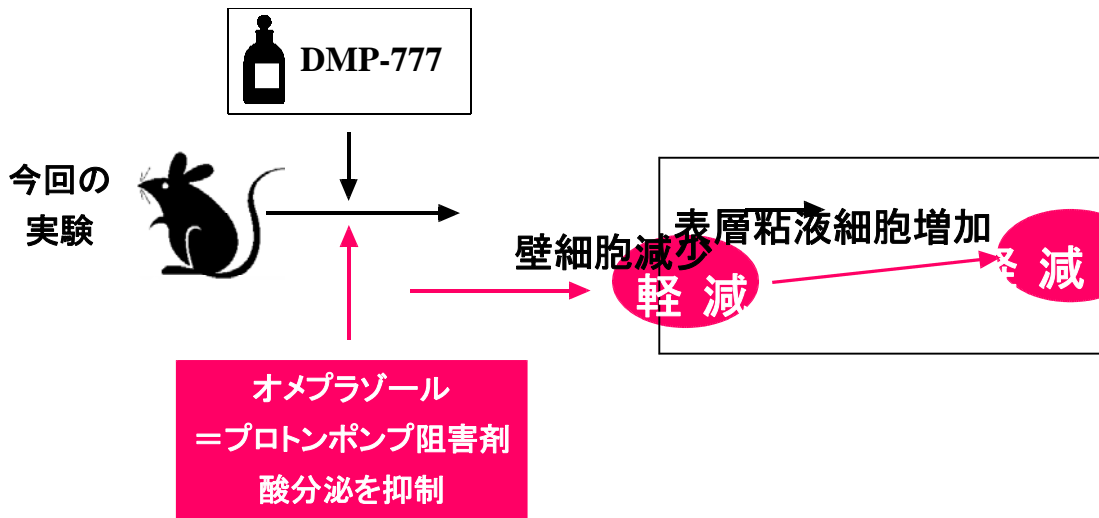 DMP-777
今回の
実験
表層粘液細胞増加
壁細胞減少
軽 減
軽 減
オメプラゾール
＝プロトンポンプ阻害剤
酸分泌を抑制